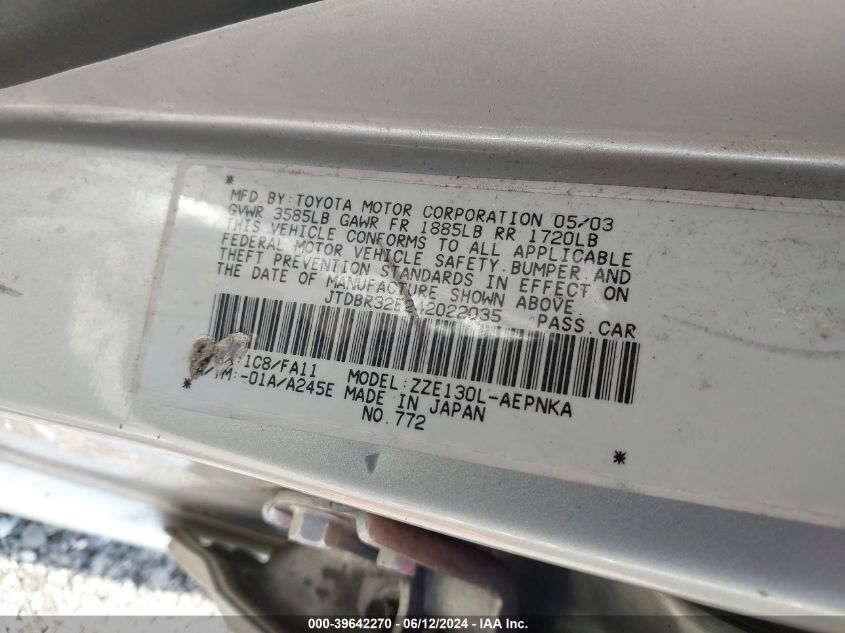 MFD. BY: TOYOTA MOTOR CORPORATION 05/03
GVWR 3585LB GAWR FR 1885LB RR 1720LB
THIS VEHICLE CONFORMS TO ALL APPLICABLE
FEDERAL MOTOR VEHICLE SAFETY, BUMPER, AND
THEFT PREVENTION STANDARDS IN EFFECT ON
THE DATE OF MANUFACTURE SHOWN ABOVE.
JTDBR32E242022035 PASS. CAR
:1C8/FA11 MODEL: ZZE130L-AEPNKA
TM: -01A/A245E MADE IN JAPAN
NO. 772
000-39642270 - 06/12/2024 - IAA Inc.